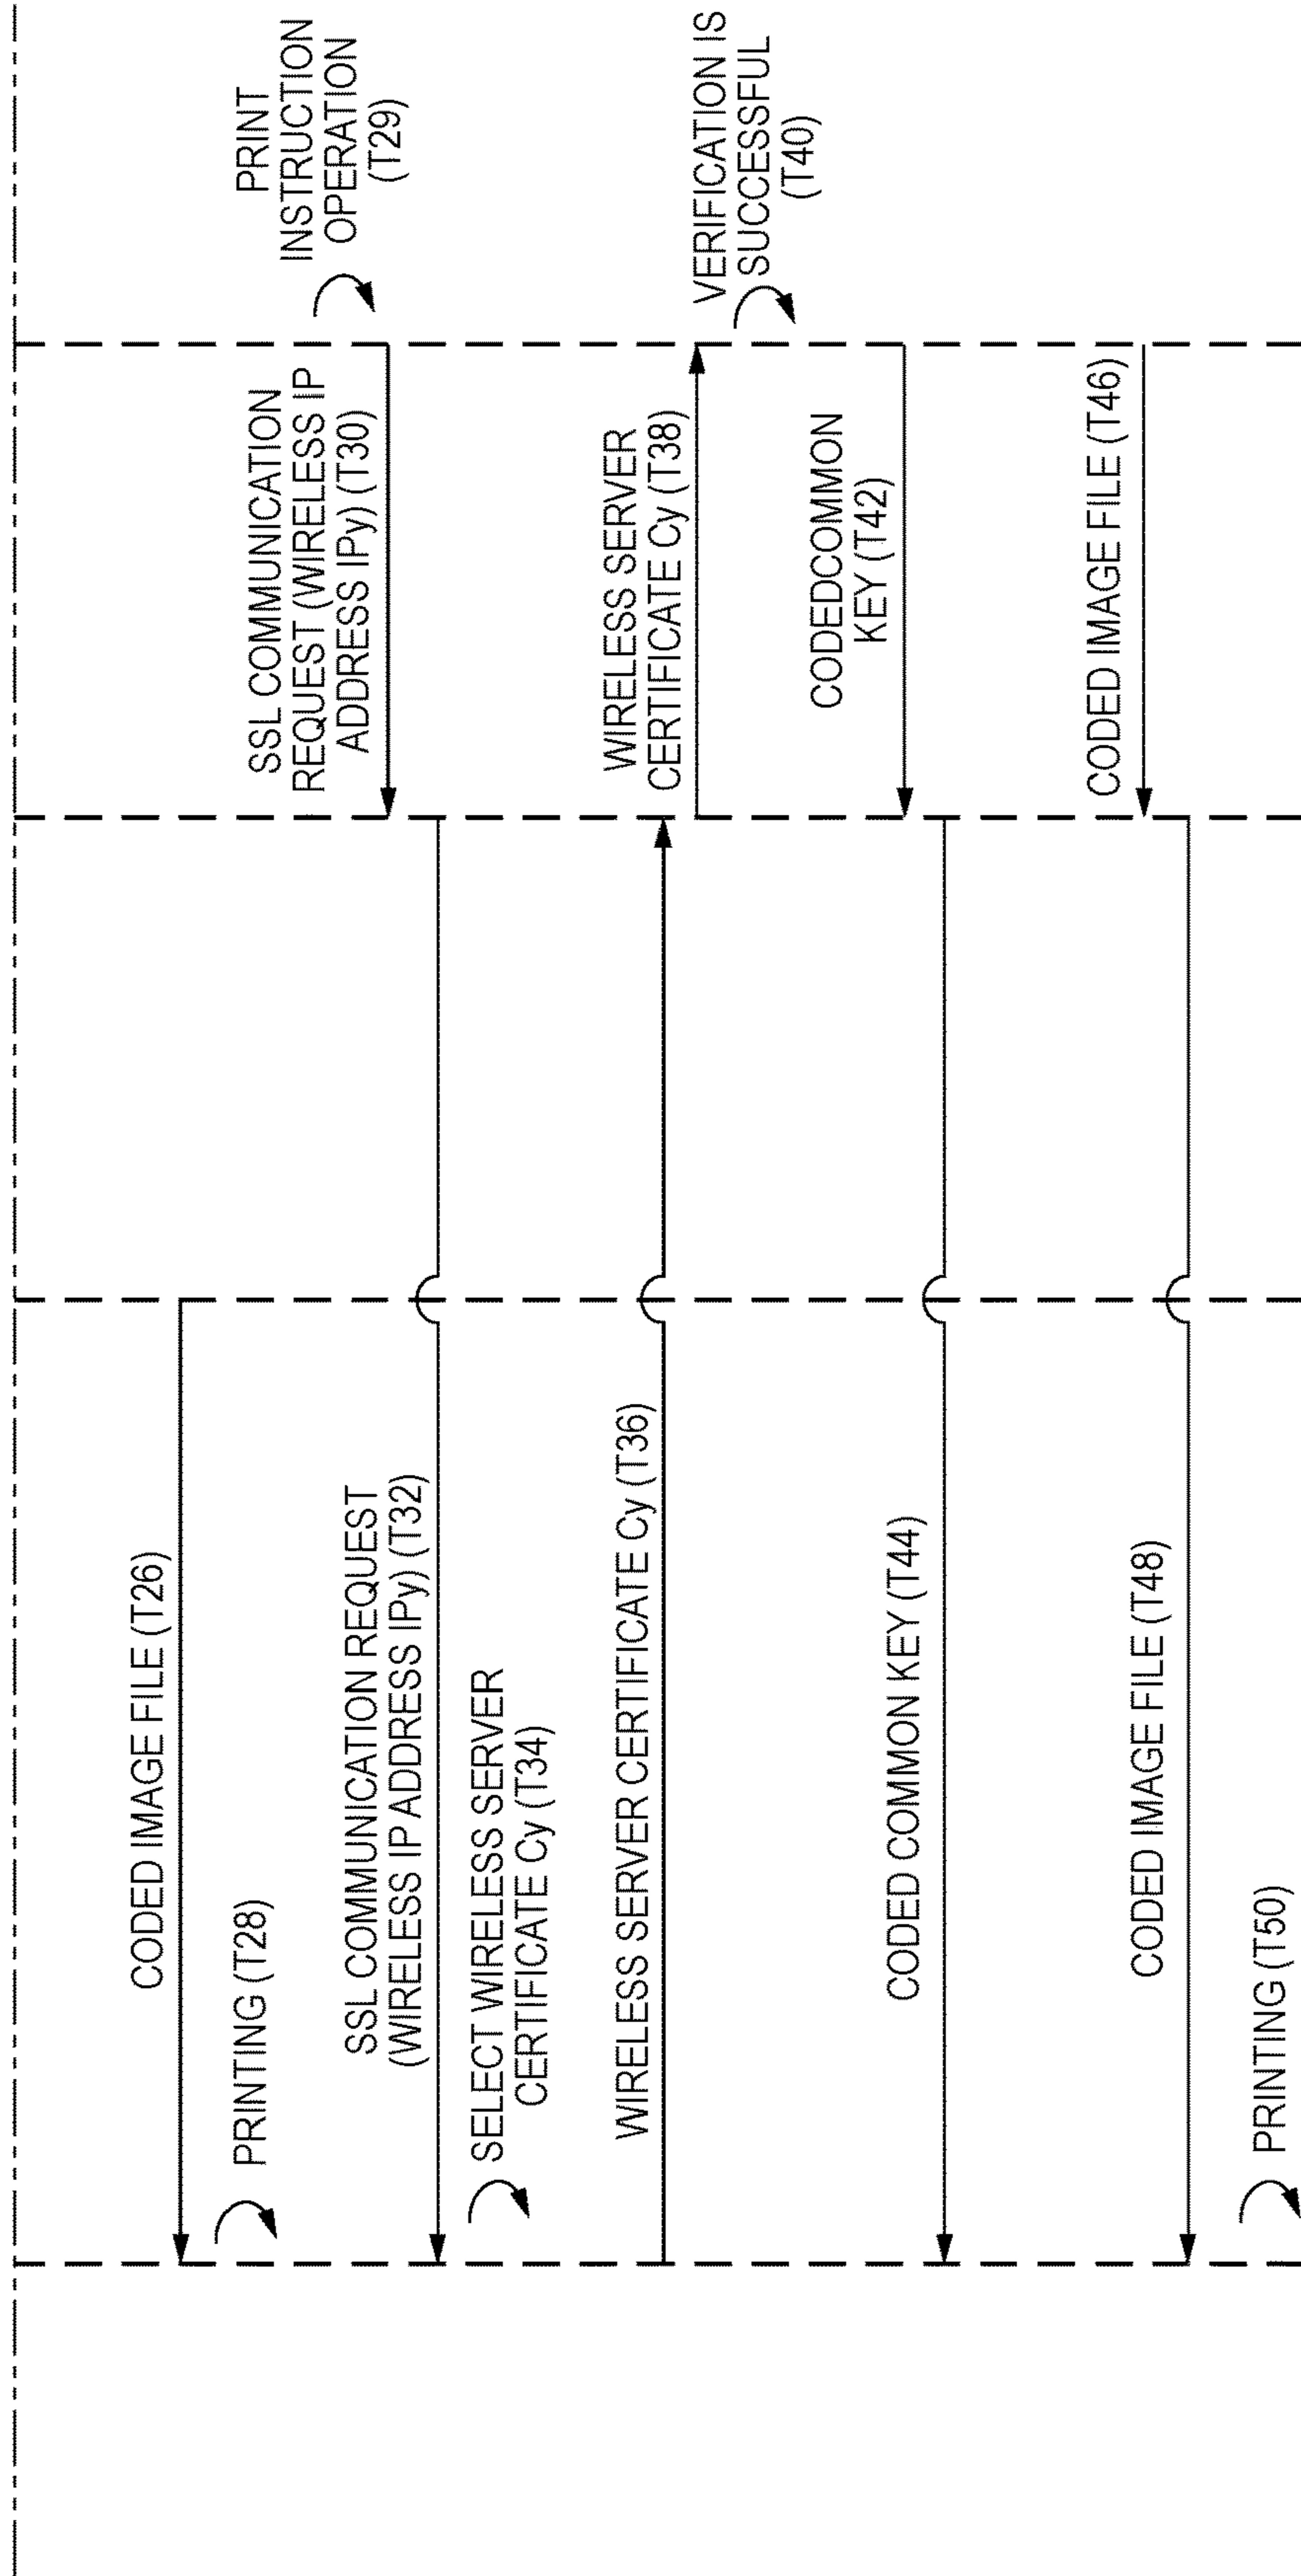 CODED IMAGE FILE (T26)
PRINTING (T28)
PRINT
INSTRUCTION
OPERATION
(T29)
SSL COMMUNICATION
REQUEST (WIRELESS IP
ADDRESS IPy) (T30)
SSL COMMUNICATION REQUEST
(WIRELESS IP ADDRESS IPy) (T32)
SELECT WIRELESS SERVER
CERTIFICATE Cy (T34)
WIRELESS SERVER CERTIFICATE Cy (T36)
WIRELESS SERVER
CERTIFICATE Cy (T38)
VERIFICATION IS
SUCCESSFUL
(T40)
CODEDCOMMON
KEY (T42)
CODED COMMON KEY (T44)
CODED IMAGE FILE (T46)
CODED IMAGE FILE (T48)
PRINTING (T50)